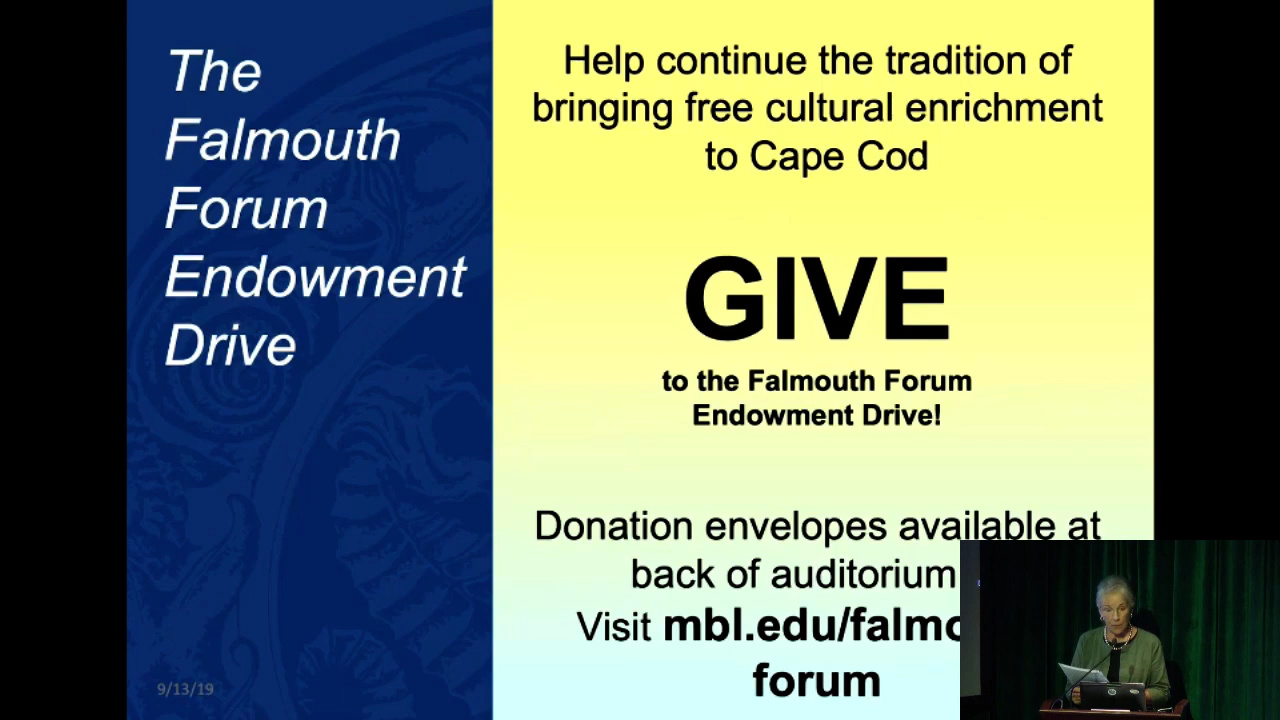 The
Falmouth
Forum
Endowment
Drive
Help continue the tradition of
bringing free cultural enrichment
to Cape Cod
GIVE
to the Falmouth Forum
Endowment Drive!
Donation envelopes available at
back of auditorium
Visit mbl.edu/falmo
forum
9/13/19